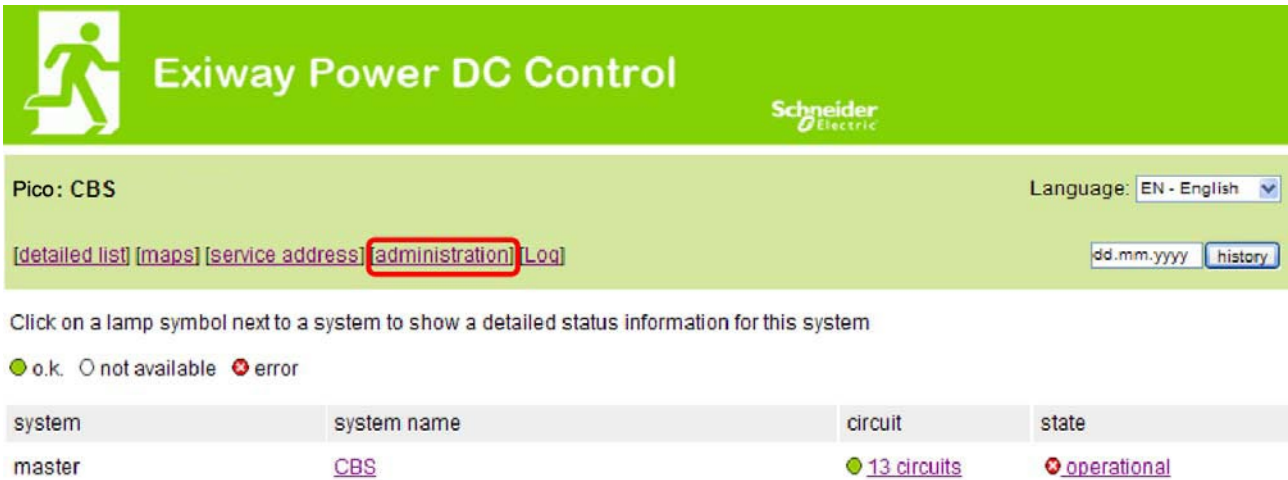 Exiway Power DC Control
Schneider
Electric
Pico: CBS
Language: EN - English
[detailed list] [maps] [service address] [administration] [Log]
dd.mm.yyyy history
Click on a lamp symbol next to a system to show a detailed status information for this system
o.k. not available error
system system name circuit state
master CBS 13 circuits operational